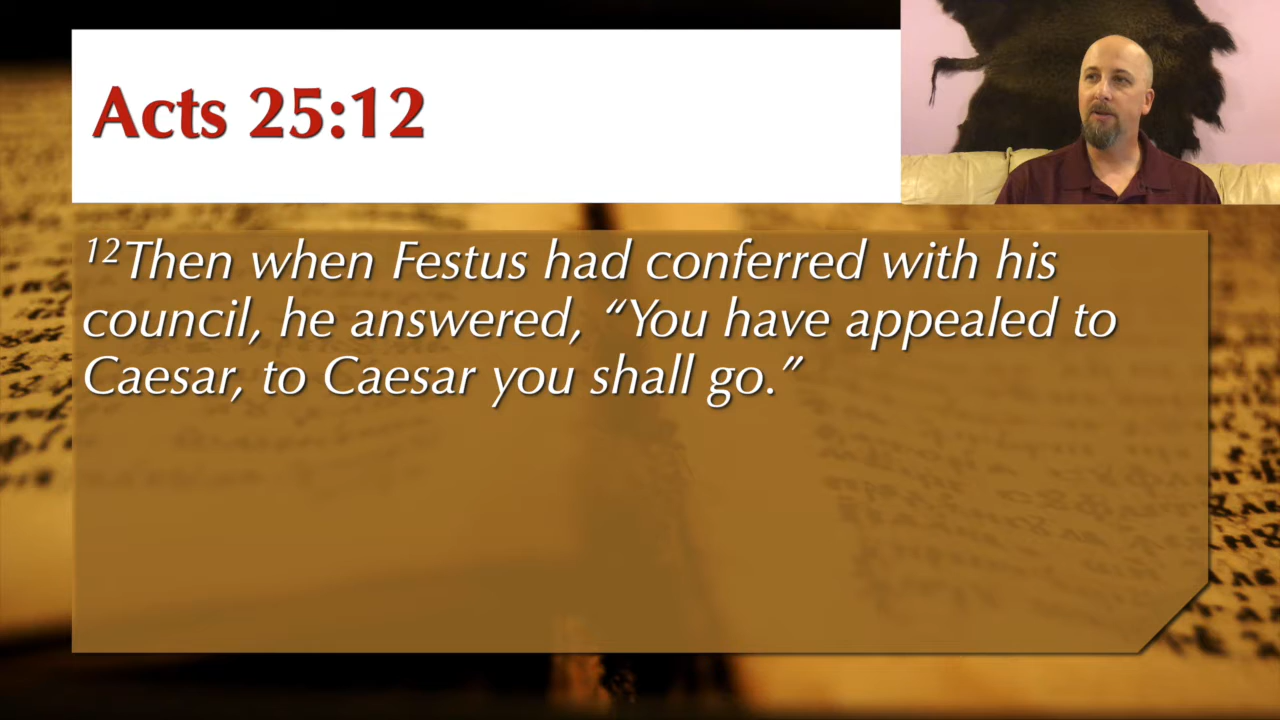 Acts 25:12
12Then when Festus had conferred with his
council, he answered, “You have appealed to
Caesar, to Caesar you shall go.”